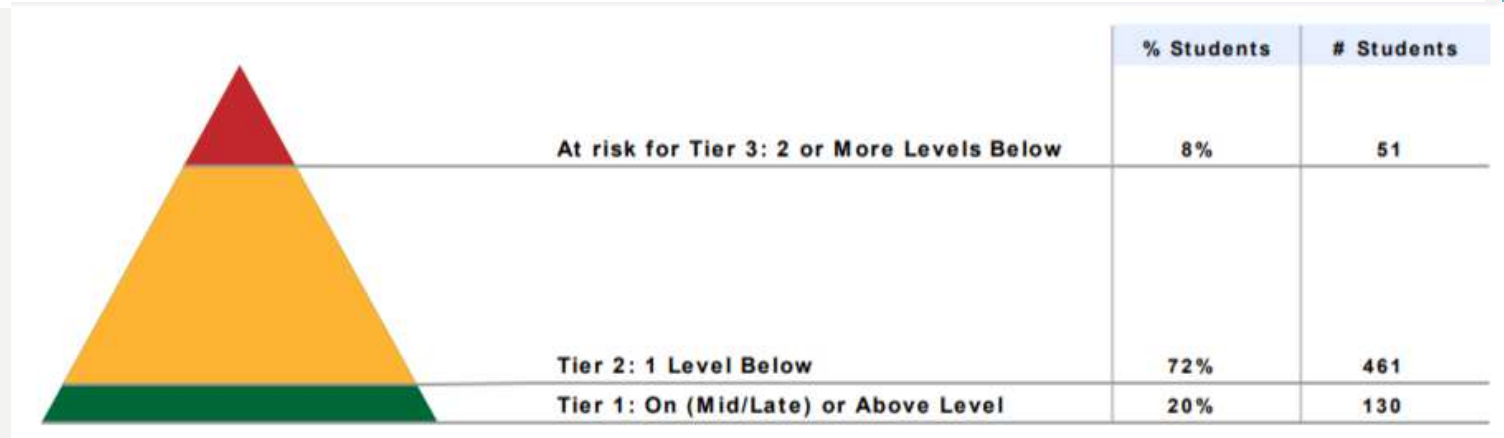 % Students # Students
At risk for Tier 3: 2 or More Levels Below 8% 51
Tier 2: 1 Level Below 72% 461
Tier 1: On (Mid/Late) or Above Level 20% 130